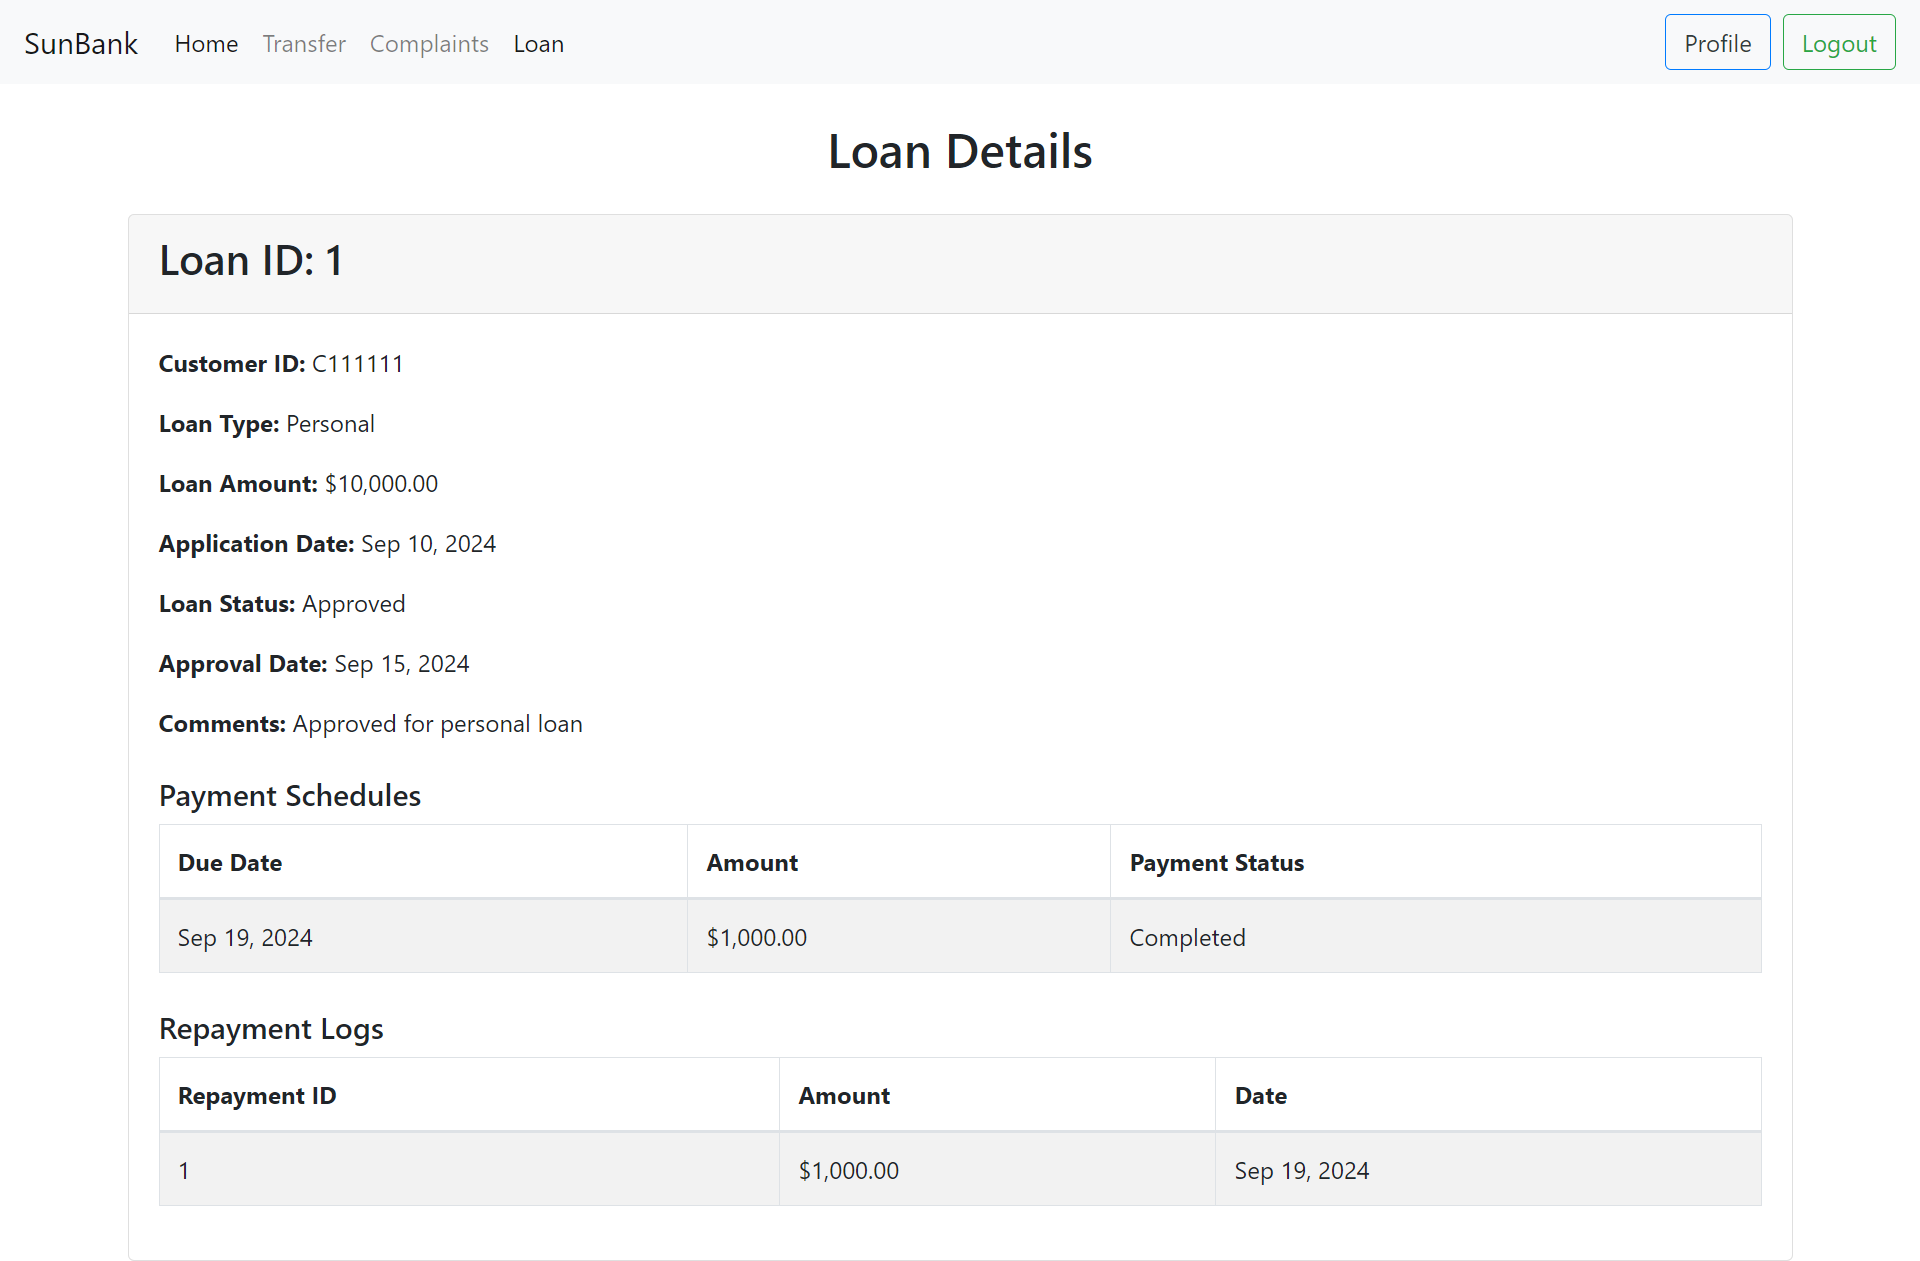 SunBank Home Transfer Complaints Loan Profile Logout
Loan Details
Loan ID: 1
Customer ID: C111111
Loan Type: Personal
Loan Amount: $10,000.00
Application Date: Sep 10, 2024
Loan Status: Approved
Approval Date: Sep 15, 2024
Comments: Approved for personal loan
Payment Schedules
Due Date Amount Payment Status
Sep 19, 2024 $1,000.00 Completed
Repayment Logs
Repayment ID Amount Date
1 $1,000.00 Sep 19, 2024